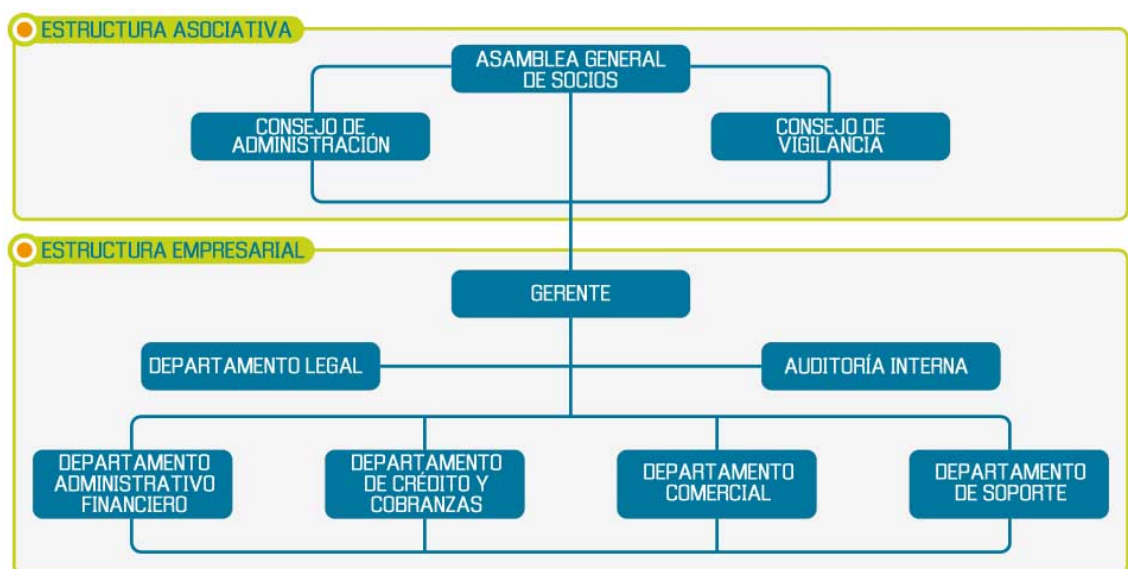 ESTRUCTURA ASOCIATIVA
ASAMBLEA GENERAL
DE SOCIOS
CONSEJO DE
ADMINISTRACIÓN
CONSEJO DE
VIGILANCIA
ESTRUCTURA EMPRESARIAL
GERENTE
DEPARTAMENTO LEGAL
AUDITORÍA INTERNA
DEPARTAMENTO
ADMINISTRATIVO
FINANCIERO
DEPARTAMENTO
DE CRÉDITO Y
COBRANZAS
DEPARTAMENTO
COMERCIAL
DEPARTAMENTO
DE SOPORTE